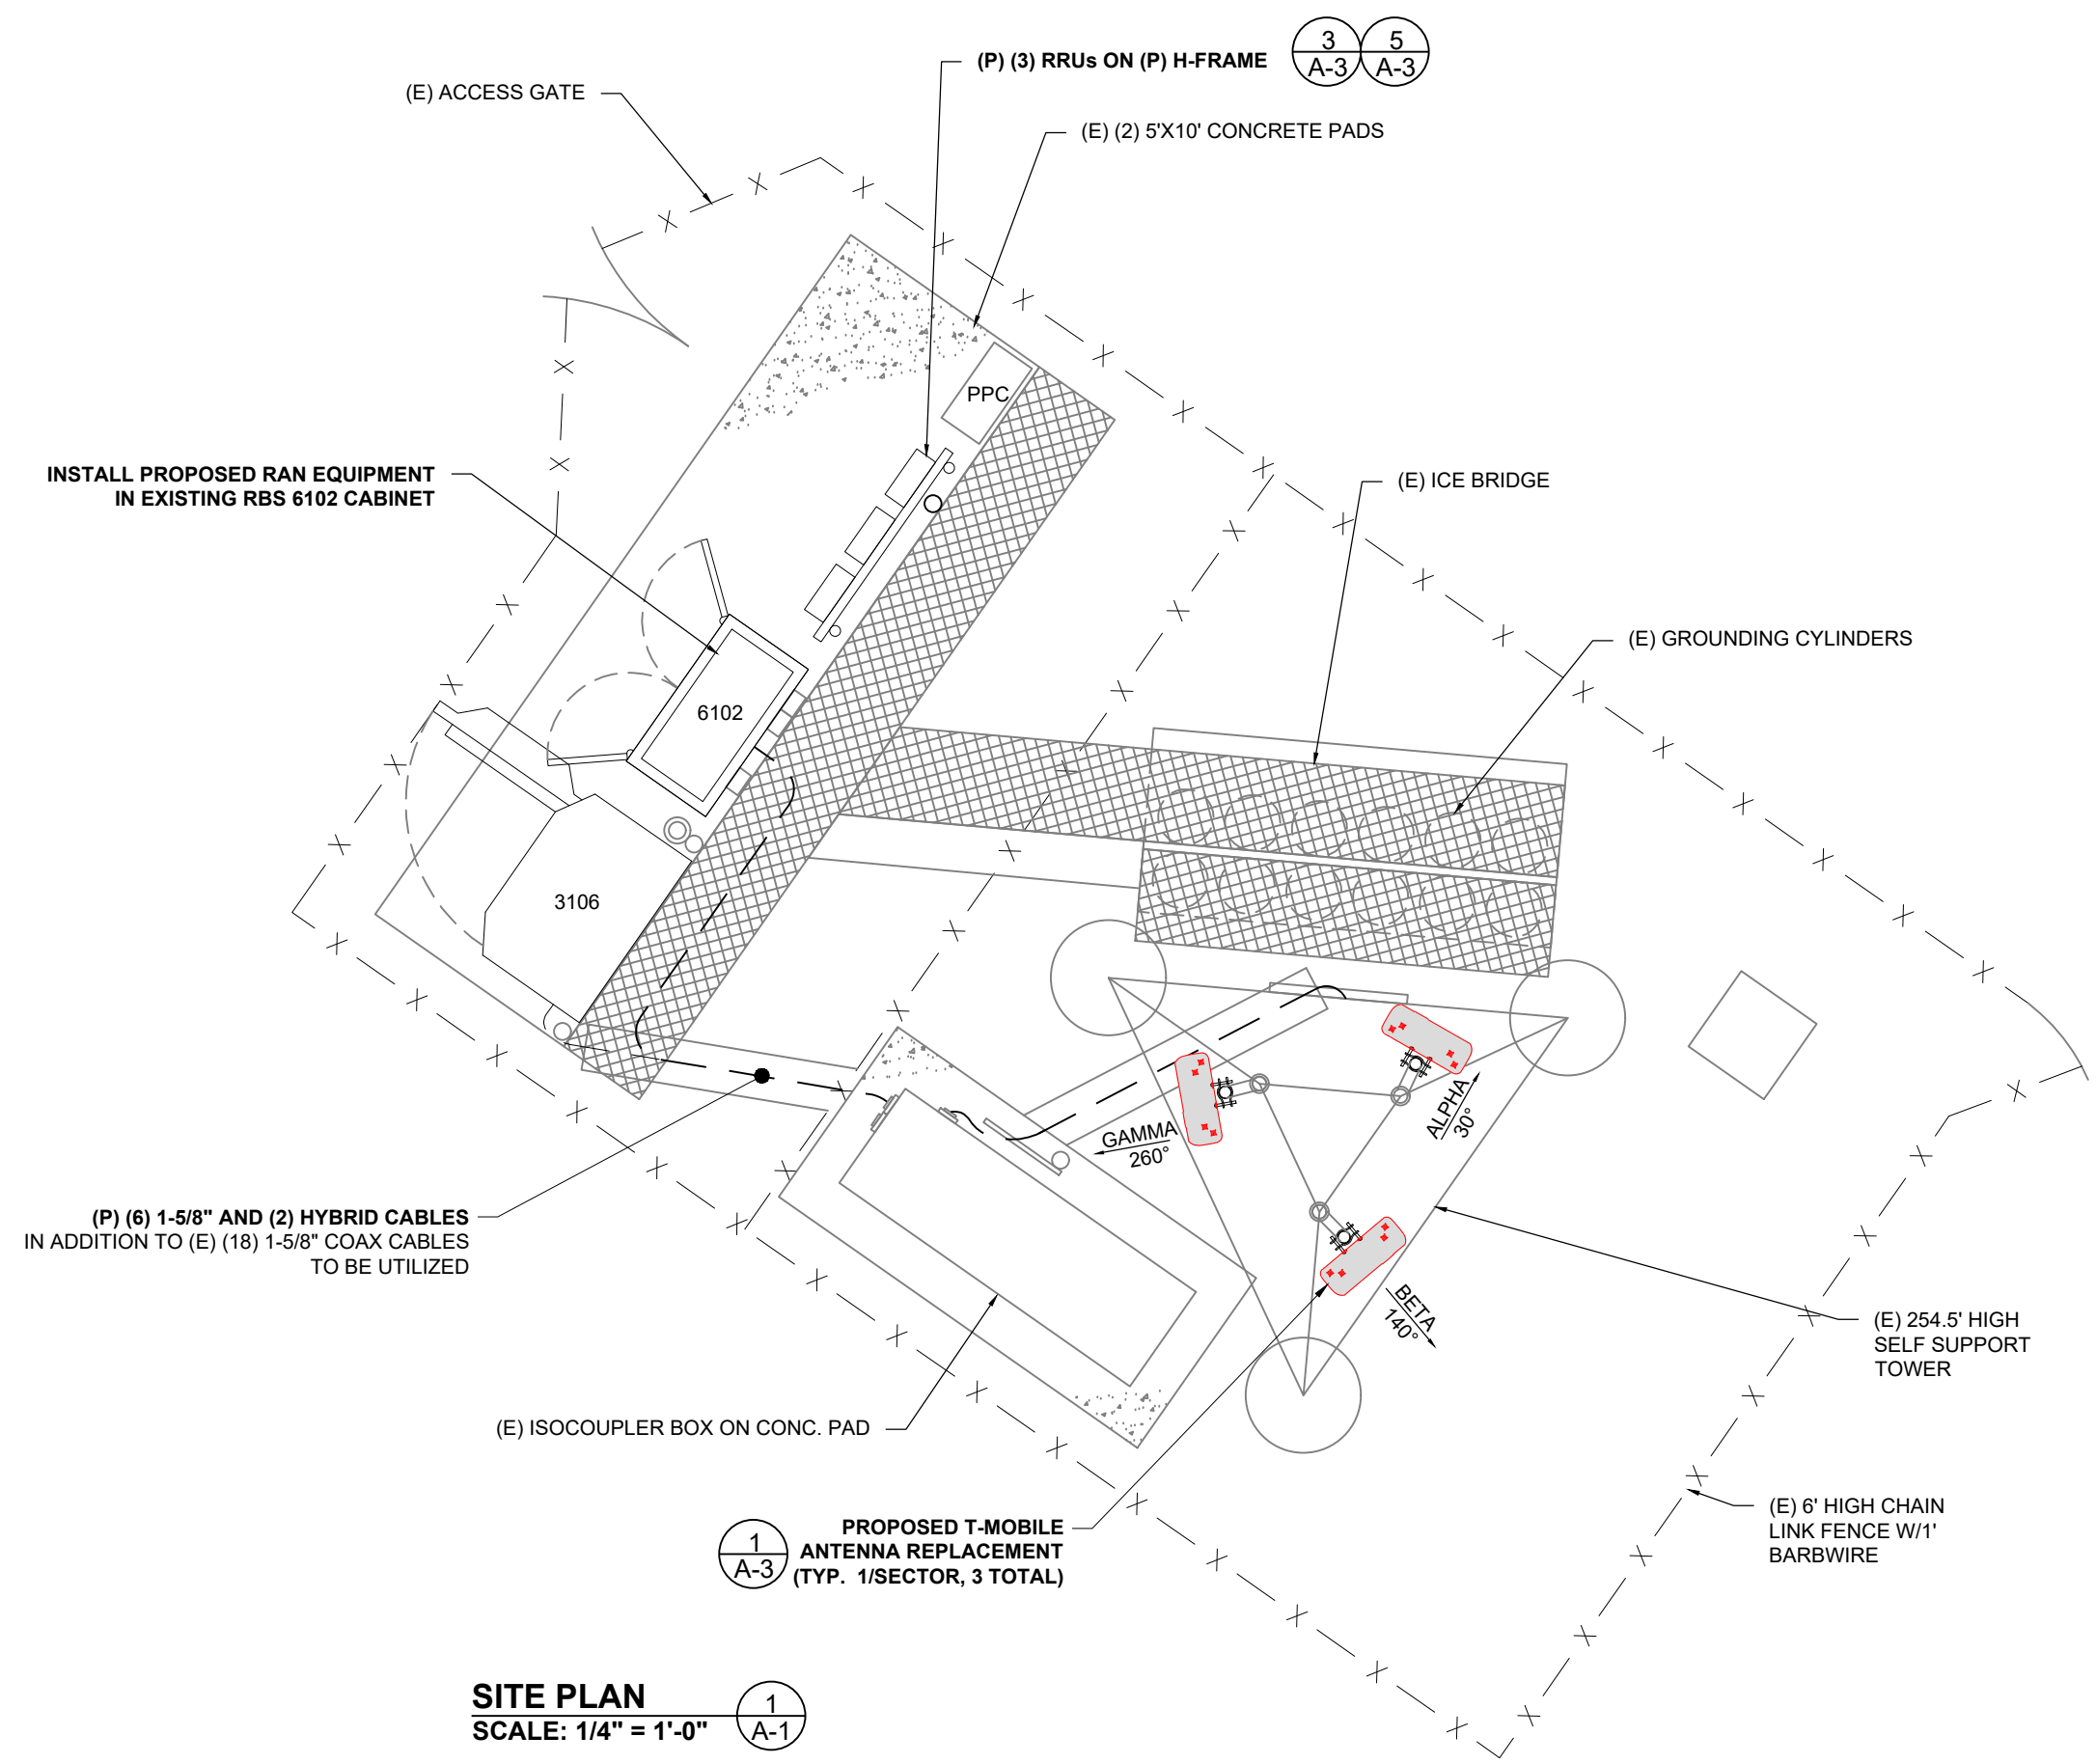 (P) (3) RRUs ON (P) H-FRAME
3
A-3
5
A-3
(E) ACCESS GATE
(E) (2) 5'X10' CONCRETE PADS
PPC
INSTALL PROPOSED RAN EQUIPMENT
IN EXISTING RBS 6102 CABINET
(E) ICE BRIDGE
(E) GROUNDING CYLINDERS
6102
3106
ALPHA
30°
GAMMA
260°
BETA
140°
(P) (6) 1-5/8" AND (2) HYBRID CABLES
IN ADDITION TO (E) (18) 1-5/8" COAX CABLES
TO BE UTILIZED
(E) 254.5' HIGH
SELF SUPPORT
TOWER
(E) ISOCOUPLER BOX ON CONC. PAD
(E) 6' HIGH CHAIN
LINK FENCE W/1'
BARBWIRE
1
A-3
PROPOSED T-MOBILE
ANTENNA REPLACEMENT
(TYP. 1/SECTOR, 3 TOTAL)
SITE PLAN
SCALE: 1/4" = 1'-0"
1
A-1